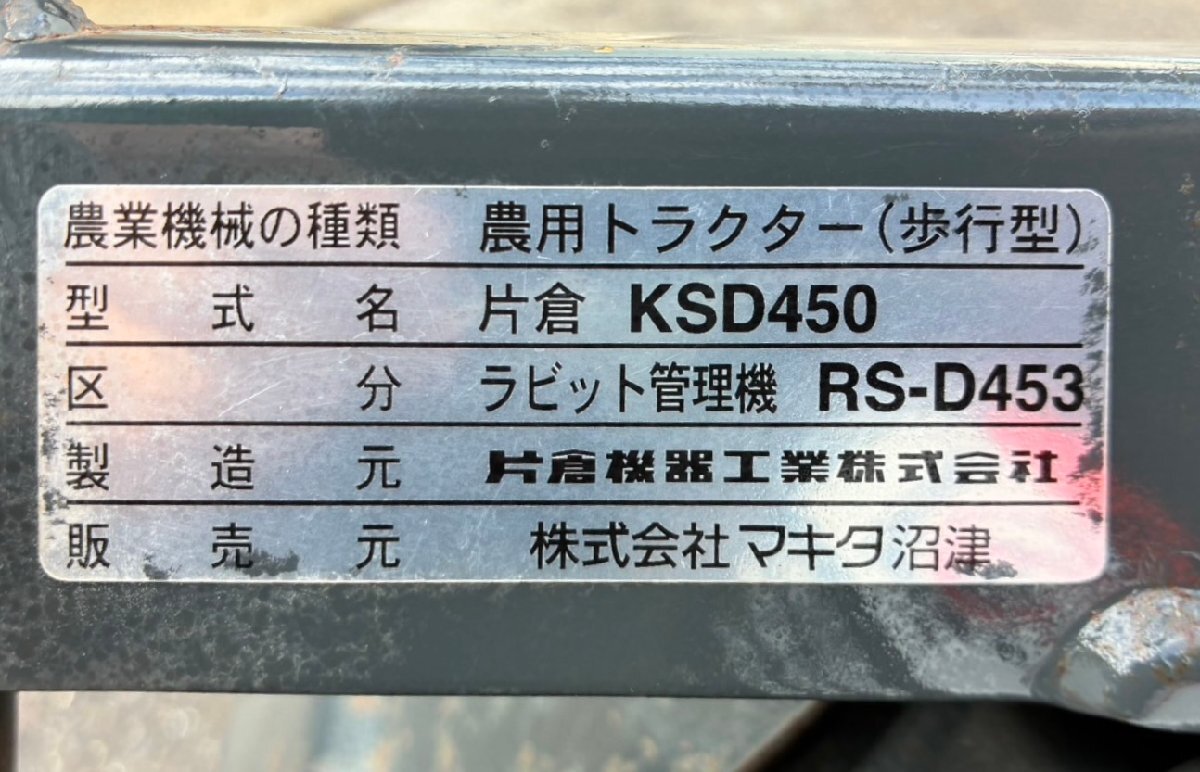 農業機械の種類 農用トラクター(歩行型)
型式名 片倉 KSD450
区分 ラビット管理機 RS-D453
製造元 片倉機器工業株式会社
販売元 株式会社マキタ沼津